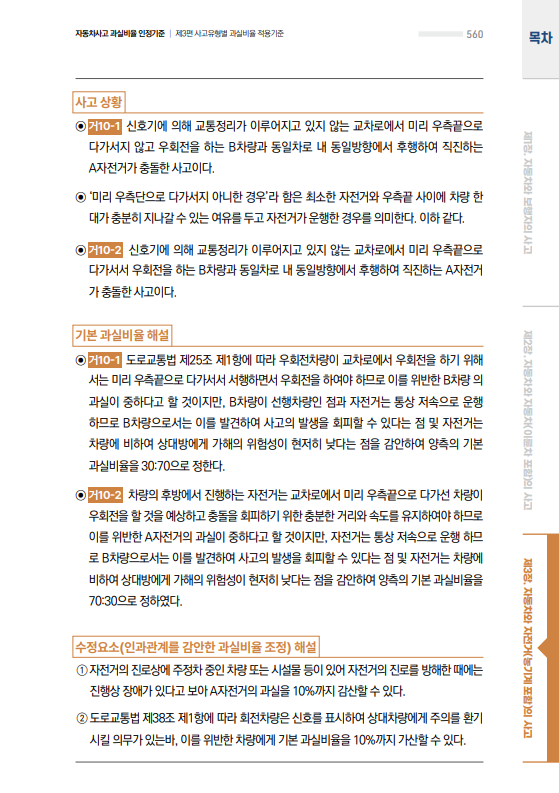 자동차사고 과실비율 인정기준 | 제3편 사고유형별 과실비율 적용기준
560
목차
사고 상황
⊙ 거10-1 신호기에 의해 교통정리가 이루어지고 있지 않는 교차로에서 미리 우측끝으로
다가서지 않고 우회전을 하는 B차량과 동일차로 내 동일방향에서 후행하여 직진하는
A자전거가 충돌한 사고이다.
⊙ ‘미리 우측단으로 다가서지 아니한 경우’라 함은 최소한 자전거와 우측끝 사이에 차량 한
대가 충분히 지나갈 수 있는 여유를 두고 자전거가 운행한 경우를 의미한다. 이하 같다.
⊙ 거10-2 신호기에 의해 교통정리가 이루어지고 있지 않는 교차로에서 미리 우측끝으로
다가서서 우회전을 하는 B차량과 동일차로 내 동일방향에서 후행하여 직진하는 A자전거
가 충돌한 사고이다.
기본 과실비율 해설
⊙ 거10-1 도로교통법 제25조 제1항에 따라 우회전차량이 교차로에서 우회전을 하기 위해
서는 미리 우측끝으로 다가서서 서행하면서 우회전을 하여야 하므로 이를 위반한 B차량 의
과실이 중하다고 할 것이지만, B차량이 선행차량인 점과 자전거는 통상 저속으로 운행
하므로 B차량으로서는 이를 발견하여 사고의 발생을 회피할 수 있다는 점 및 자전거는
차량에 비하여 상대방에게 가해의 위험성이 현저히 낮다는 점을 감안하여 양측의 기본
과실비율을 30:70으로 정한다.
⊙ 거10-2 차량의 후방에서 진행하는 자전거는 교차로에서 미리 우측끝으로 다가선 차량이
우회전을 할 것을 예상하고 충돌을 회피하기 위한 충분한 거리와 속도를 유지하여야 하므로
이를 위반한 A자전거의 과실이 중하다고 할 것이지만, 자전거는 통상 저속으로 운행 하므
로 B차량으로서는 이를 발견하여 사고의 발생을 회피할 수 있다는 점 및 자전거는 차량에
비하여 상대방에게 가해의 위험성이 현저히 낮다는 점을 감안하여 양측의 기본 과실비율을
70:30으로 정하였다.
수정요소(인과관계를 감안한 과실비율 조정) 해설
① 자전거의 진로상에 주정차 중인 차량 또는 시설물 등이 있어 자전거의 진로를 방해한 때에는
진행상 장애가 있다고 보아 A자전거의 과실을 10%까지 감산할 수 있다.
② 도로교통법 제38조 제1항에 따라 회전차량은 신호를 표시하여 상대차량에게 주의를 환기
시킬 의무가 있는바, 이를 위반한 차량에게 기본 과실비율을 10%까지 가산할 수 있다.
제1장. 자동차와 보행자의 사고
제2장. 자동차와 자동차(이륜차 포함)의 사고
제3장. 자동차와 자전거(농기계 포함)의 사고